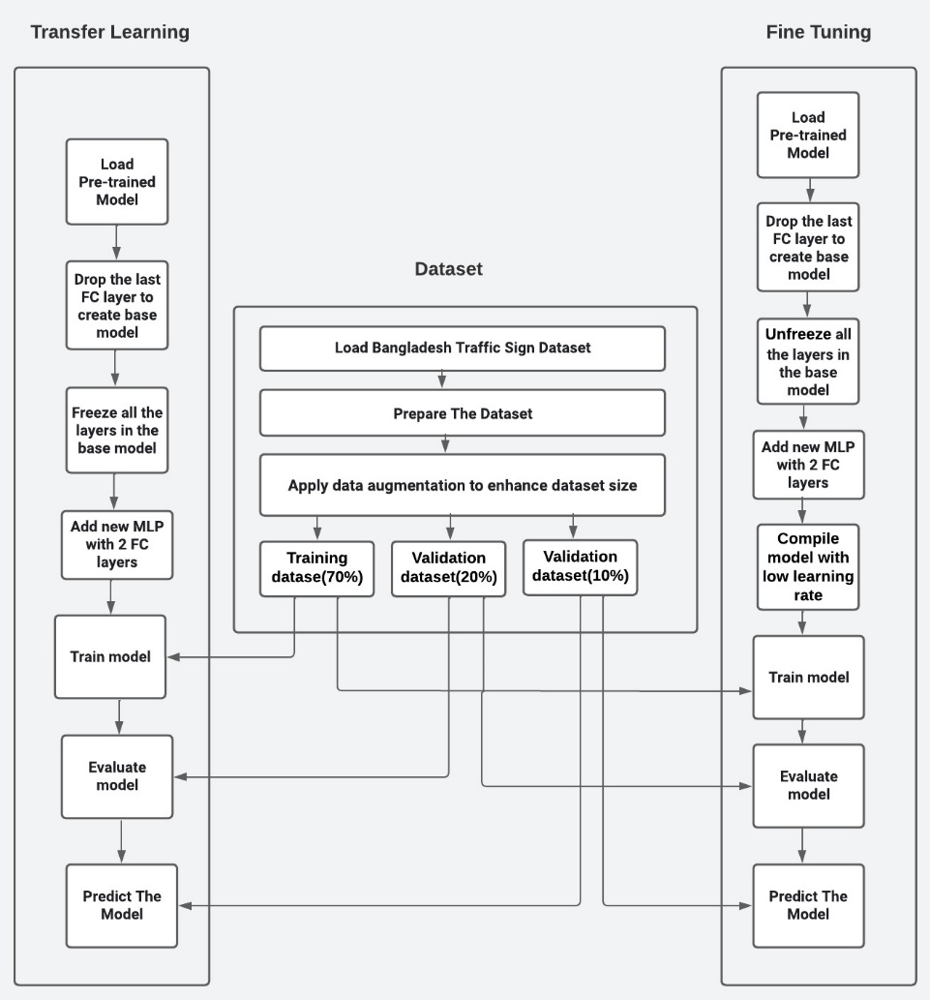 Transfer Learning
Load
Pre-trained
Model
Drop the last
FC layer to
create base
model
Freeze all the
layers in the
base model
Add new MLP
with 2 FC
layers
Train model
Evaluate
model
Predict The
Model
Dataset
Load Bangladesh Traffic Sign Dataset
Prepare The Dataset
Apply data augmentation to enhance dataset size
Training
datase(70%)
Validation
dataset(20%)
Validation
dataset(10%)
Fine Tuning
Load
Pre-trained
Model
Drop the last
FC layer to
create base
model
Unfreeze all
the layers in
the base
model
Add new MLP
with 2 FC
layers
Compile
model with
low learning
rate
Train model
Evaluate
model
Predict The
Model